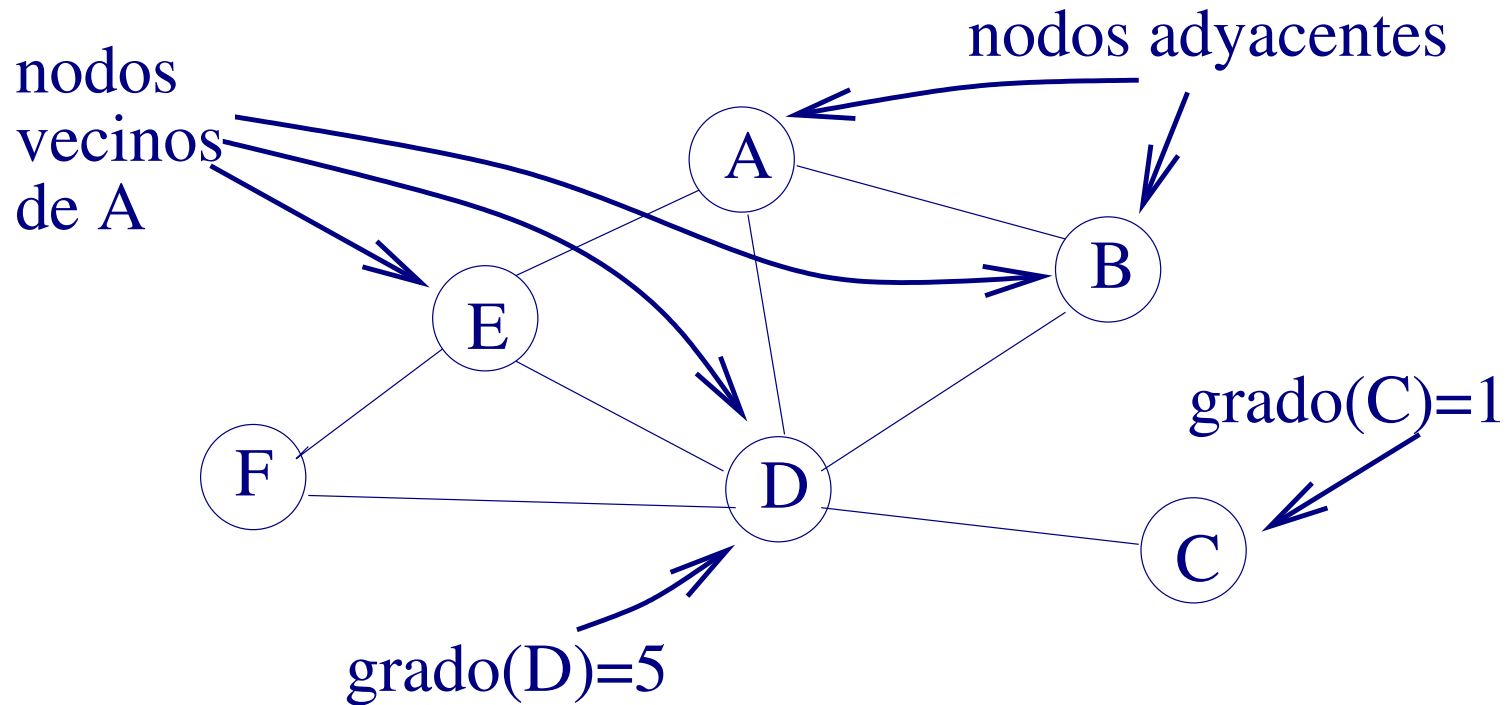 nodos adyacentes
nodos
vecinos
de A
A
B
E
grado(C)=1
F
D
C
grado(D)=5